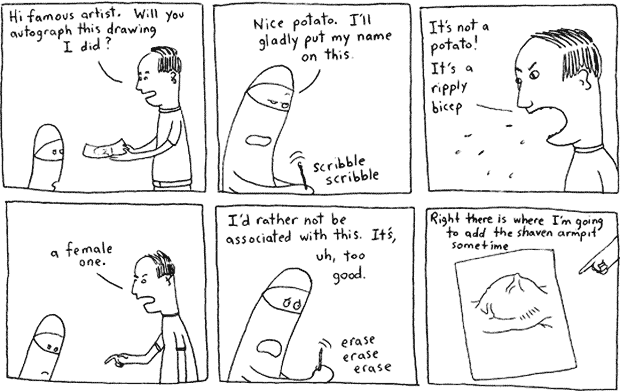 Hi famous artist. Will you
autograph this drawing
I did?
Nice potato. I'll
gladly put my name
on this.
scribble
scribble
It's not a
potato!
It's a
ripply
bicep
a female
one.
I'd rather not be
associated with this. It's,
uh, too
good.
erase
erase
erase
Right there is where I'm going
to add the shaven armpit
sometime